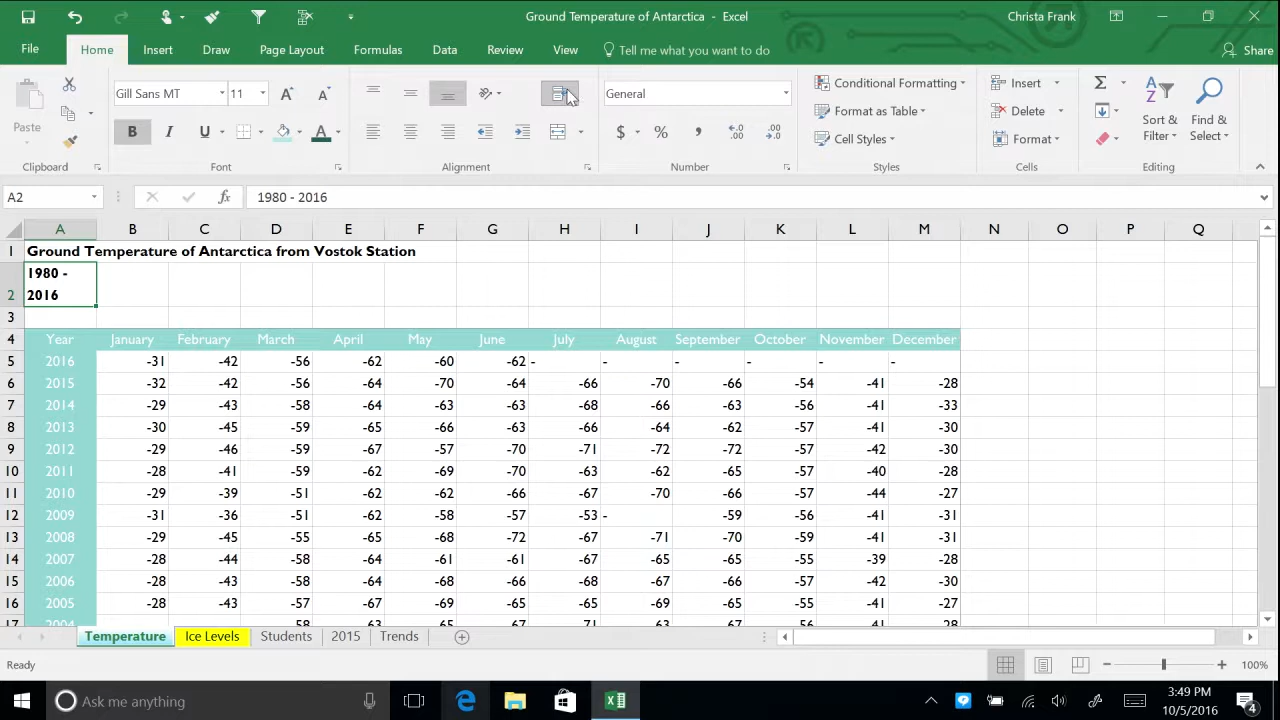 Ground Temperature of Antarctica - Excel
Christa Frank
File Home Insert Draw Page Layout Formulas Data Review View Tell me what you want to do Share
Gill Sans MT 11 General
Conditional Formatting Insert
Format as Table Delete
Cell Styles Format
Paste B I U A $ % Sort & Filter Find & Select
Clipboard Font Alignment Number Styles Cells Editing
A2 fx 1980 - 2016
A B C D E F G H I J K L M N O P Q
1 Ground Temperature of Antarctica from Vostok Station
2 1980 - 2016
3
4 Year January February March April May June July August September October November December
5 2016 -31 -42 -56 -62 -60 -62 - - - - - -
6 2015 -32 -42 -56 -64 -70 -64 -66 -70 -66 -54 -41 -28
7 2014 -29 -43 -58 -64 -63 -63 -68 -66 -63 -56 -41 -33
8 2013 -30 -45 -59 -65 -66 -63 -66 -64 -62 -57 -41 -30
9 2012 -29 -46 -59 -67 -57 -70 -71 -72 -72 -57 -42 -30
10 2011 -28 -41 -59 -62 -69 -70 -63 -62 -65 -57 -40 -28
11 2010 -29 -39 -51 -62 -62 -66 -67 -70 -66 -57 -44 -27
12 2009 -31 -36 -51 -62 -58 -57 -53 - -59 -56 -41 -31
13 2008 -29 -45 -55 -65 -68 -72 -67 -71 -70 -59 -41 -31
14 2007 -28 -44 -58 -64 -61 -61 -67 -65 -65 -55 -39 -28
15 2006 -28 -43 -58 -64 -68 -66 -68 -67 -66 -57 -42 -30
16 2005 -28 -43 -57 -67 -69 -65 -65 -69 -65 -55 -41 -27
Temperature Ice Levels Students 2015 Trends
Ready 100%
Ask me anything
3:49 PM
10/5/2016
4